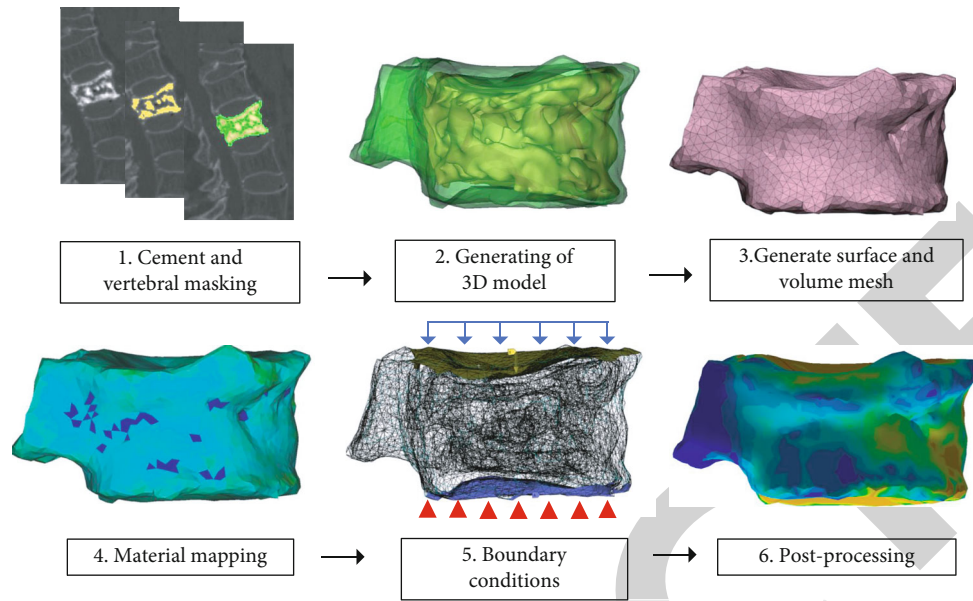 1. Cement and
vertebral masking
2. Generating of
3D model
3.Generate surface and
volume mesh
4. Material mapping
5. Boundary
conditions
6. Post-processing